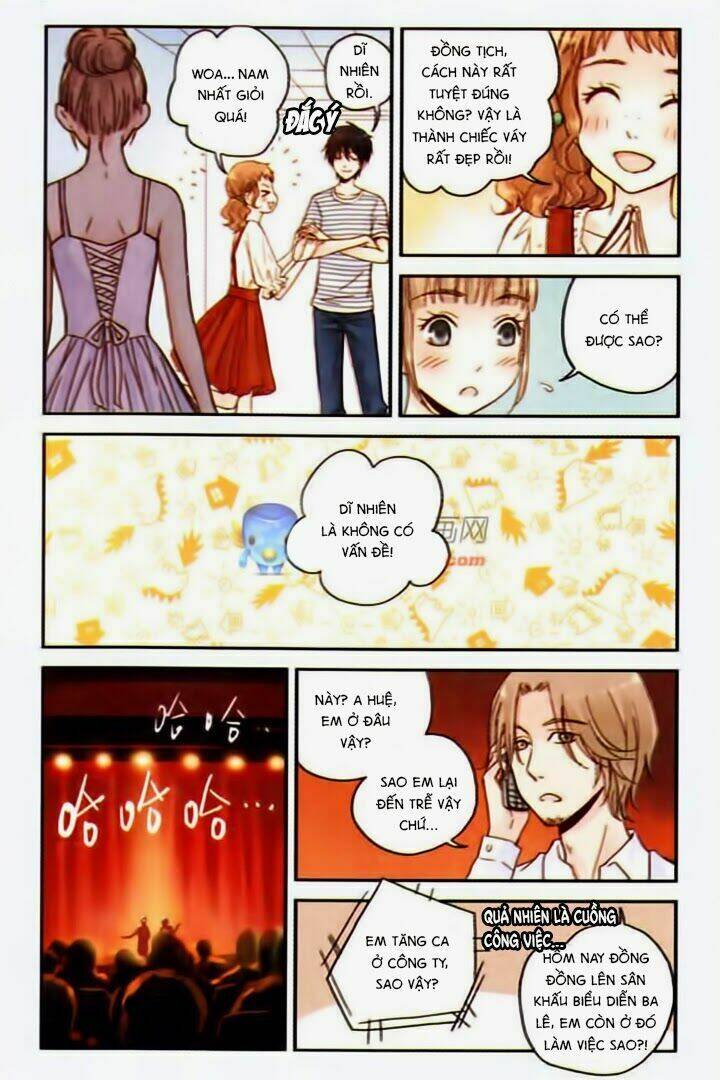 WOA... NAM
NHẤT GIỎI
QUÁ!
DĨ
NHIÊN
RỒI.
ĐẮC Ý
ĐỒNG TỊCH,
CÁCH NÀY RẤT
TUYỆT ĐÚNG
KHÔNG? VẬY LÀ
THÀNH CHIẾC VÁY
RẤT ĐẸP RỒI!
CÓ THỂ
ĐƯỢC SAO?
DĨ NHIÊN
LÀ KHÔNG CÓ
VẤN ĐỀ!
网
.com
哈 哈 ...
哈 哈 哈 ...
NÀY? A HUỆ,
EM Ở ĐÂU
VẬY?
SAO EM LẠI
ĐẾN TRỄ VẬY
CHỨ...
EM TĂNG CA
Ở CÔNG TY,
SAO VẬY?
QUẢ NHIÊN LÀ CUỒNG
CÔNG VIỆC...
HÔM NAY ĐỒNG
ĐỒNG LÊN SÂN
KHẤU BIỂU DIỄN BA
LÊ, EM CÒN Ở ĐÓ
LÀM VIỆC SAO?!